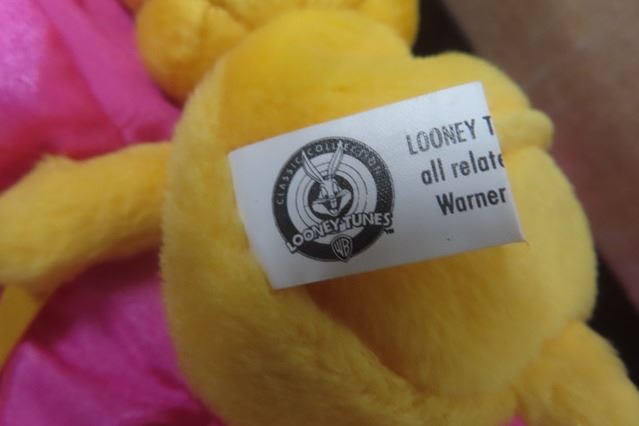 CLASSIC COLLECTION
LOONEY TUNES
WB
TM
LOONEY T
all relate
Warner